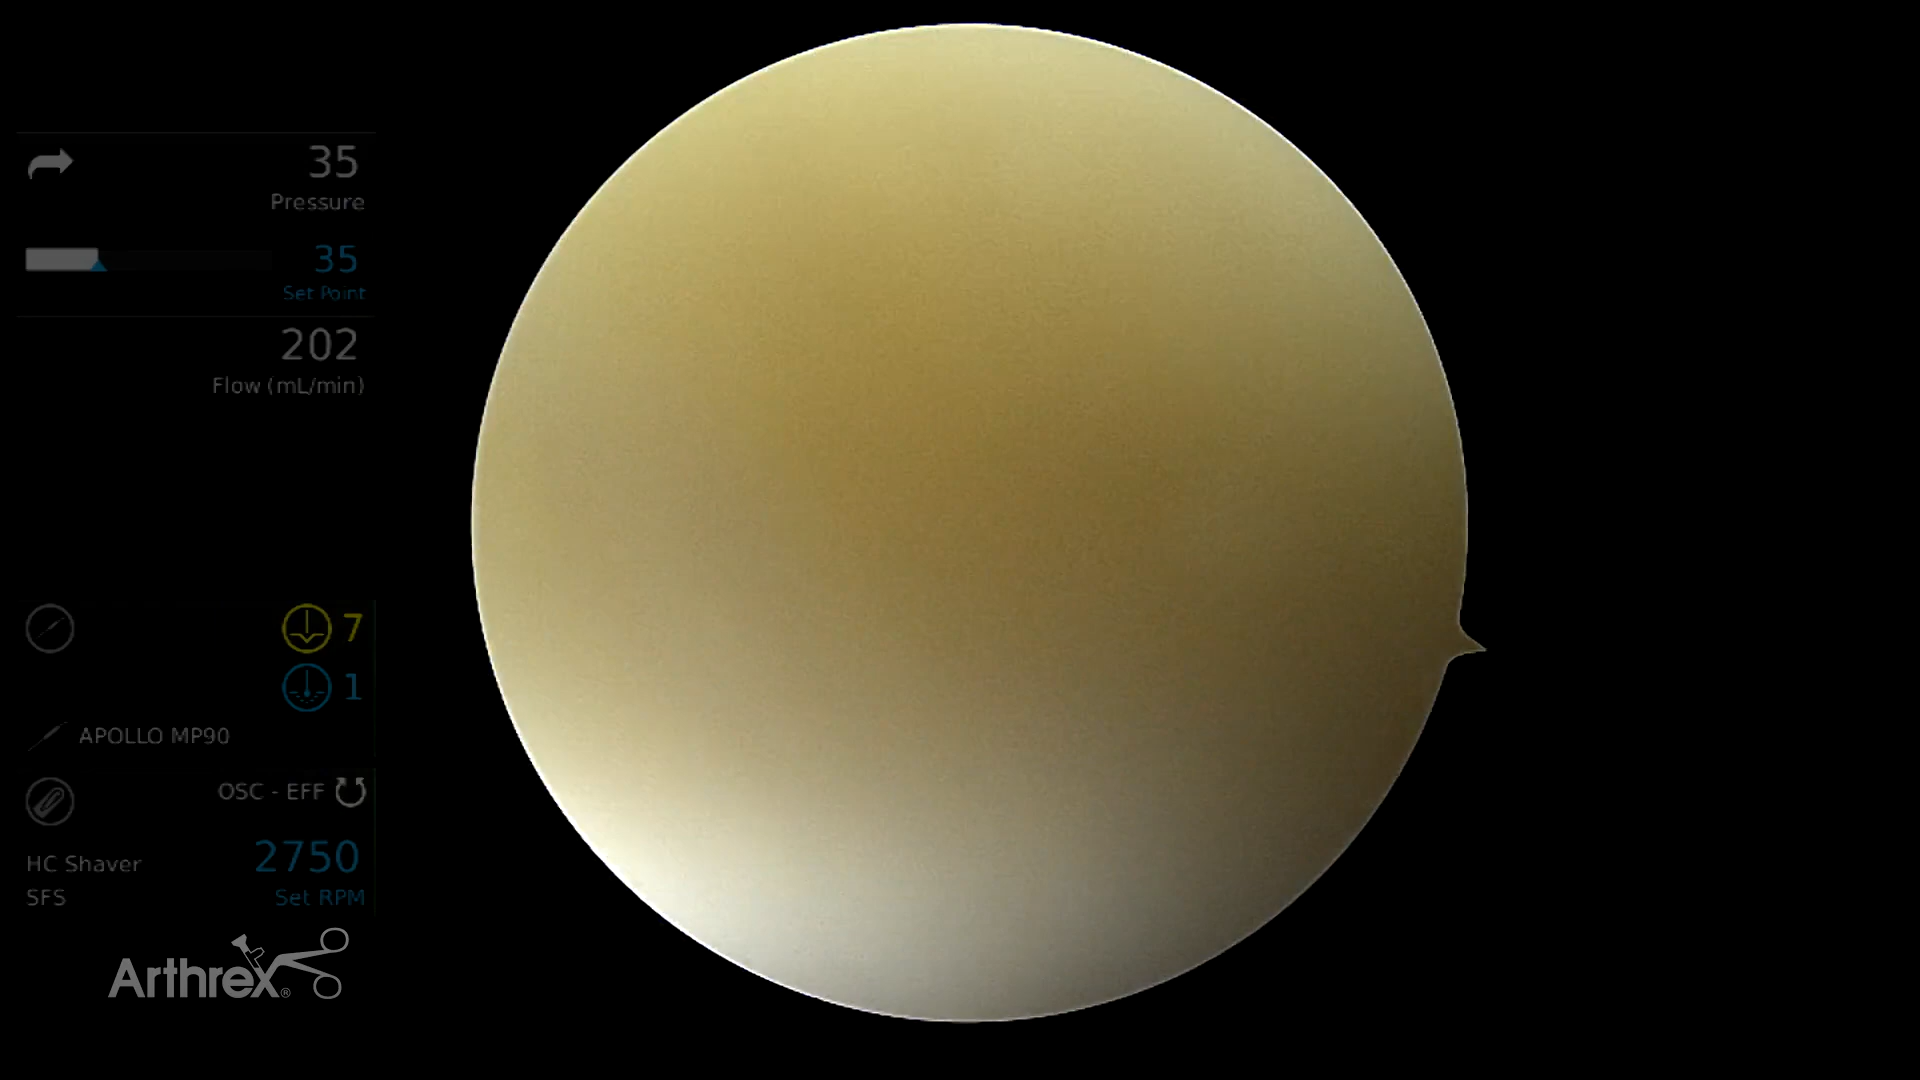 35
Pressure
35
Set Point
202
Flow (mL/min)
7
1
APOLLO MP90
OSC - EFF
HC Shaver
2750
SFS
Set RPM
Arthrex®